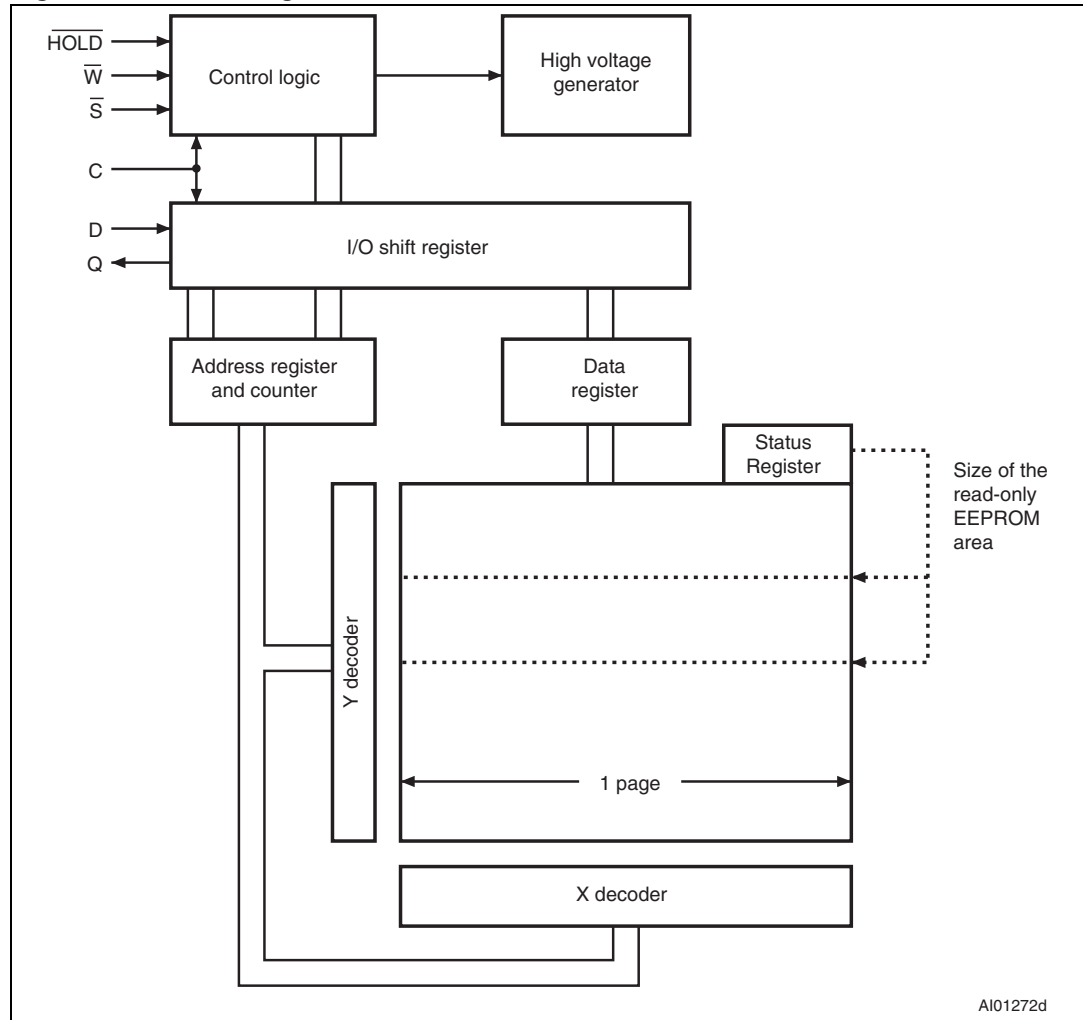 HOLD
W
S
C
D
Q
Control logic
High voltage
generator
I/O shift register
Address register
and counter
Data
register
Status
Register
Size of the
read-only
EEPROM
area
Y decoder
1 page
X decoder
AI01272d